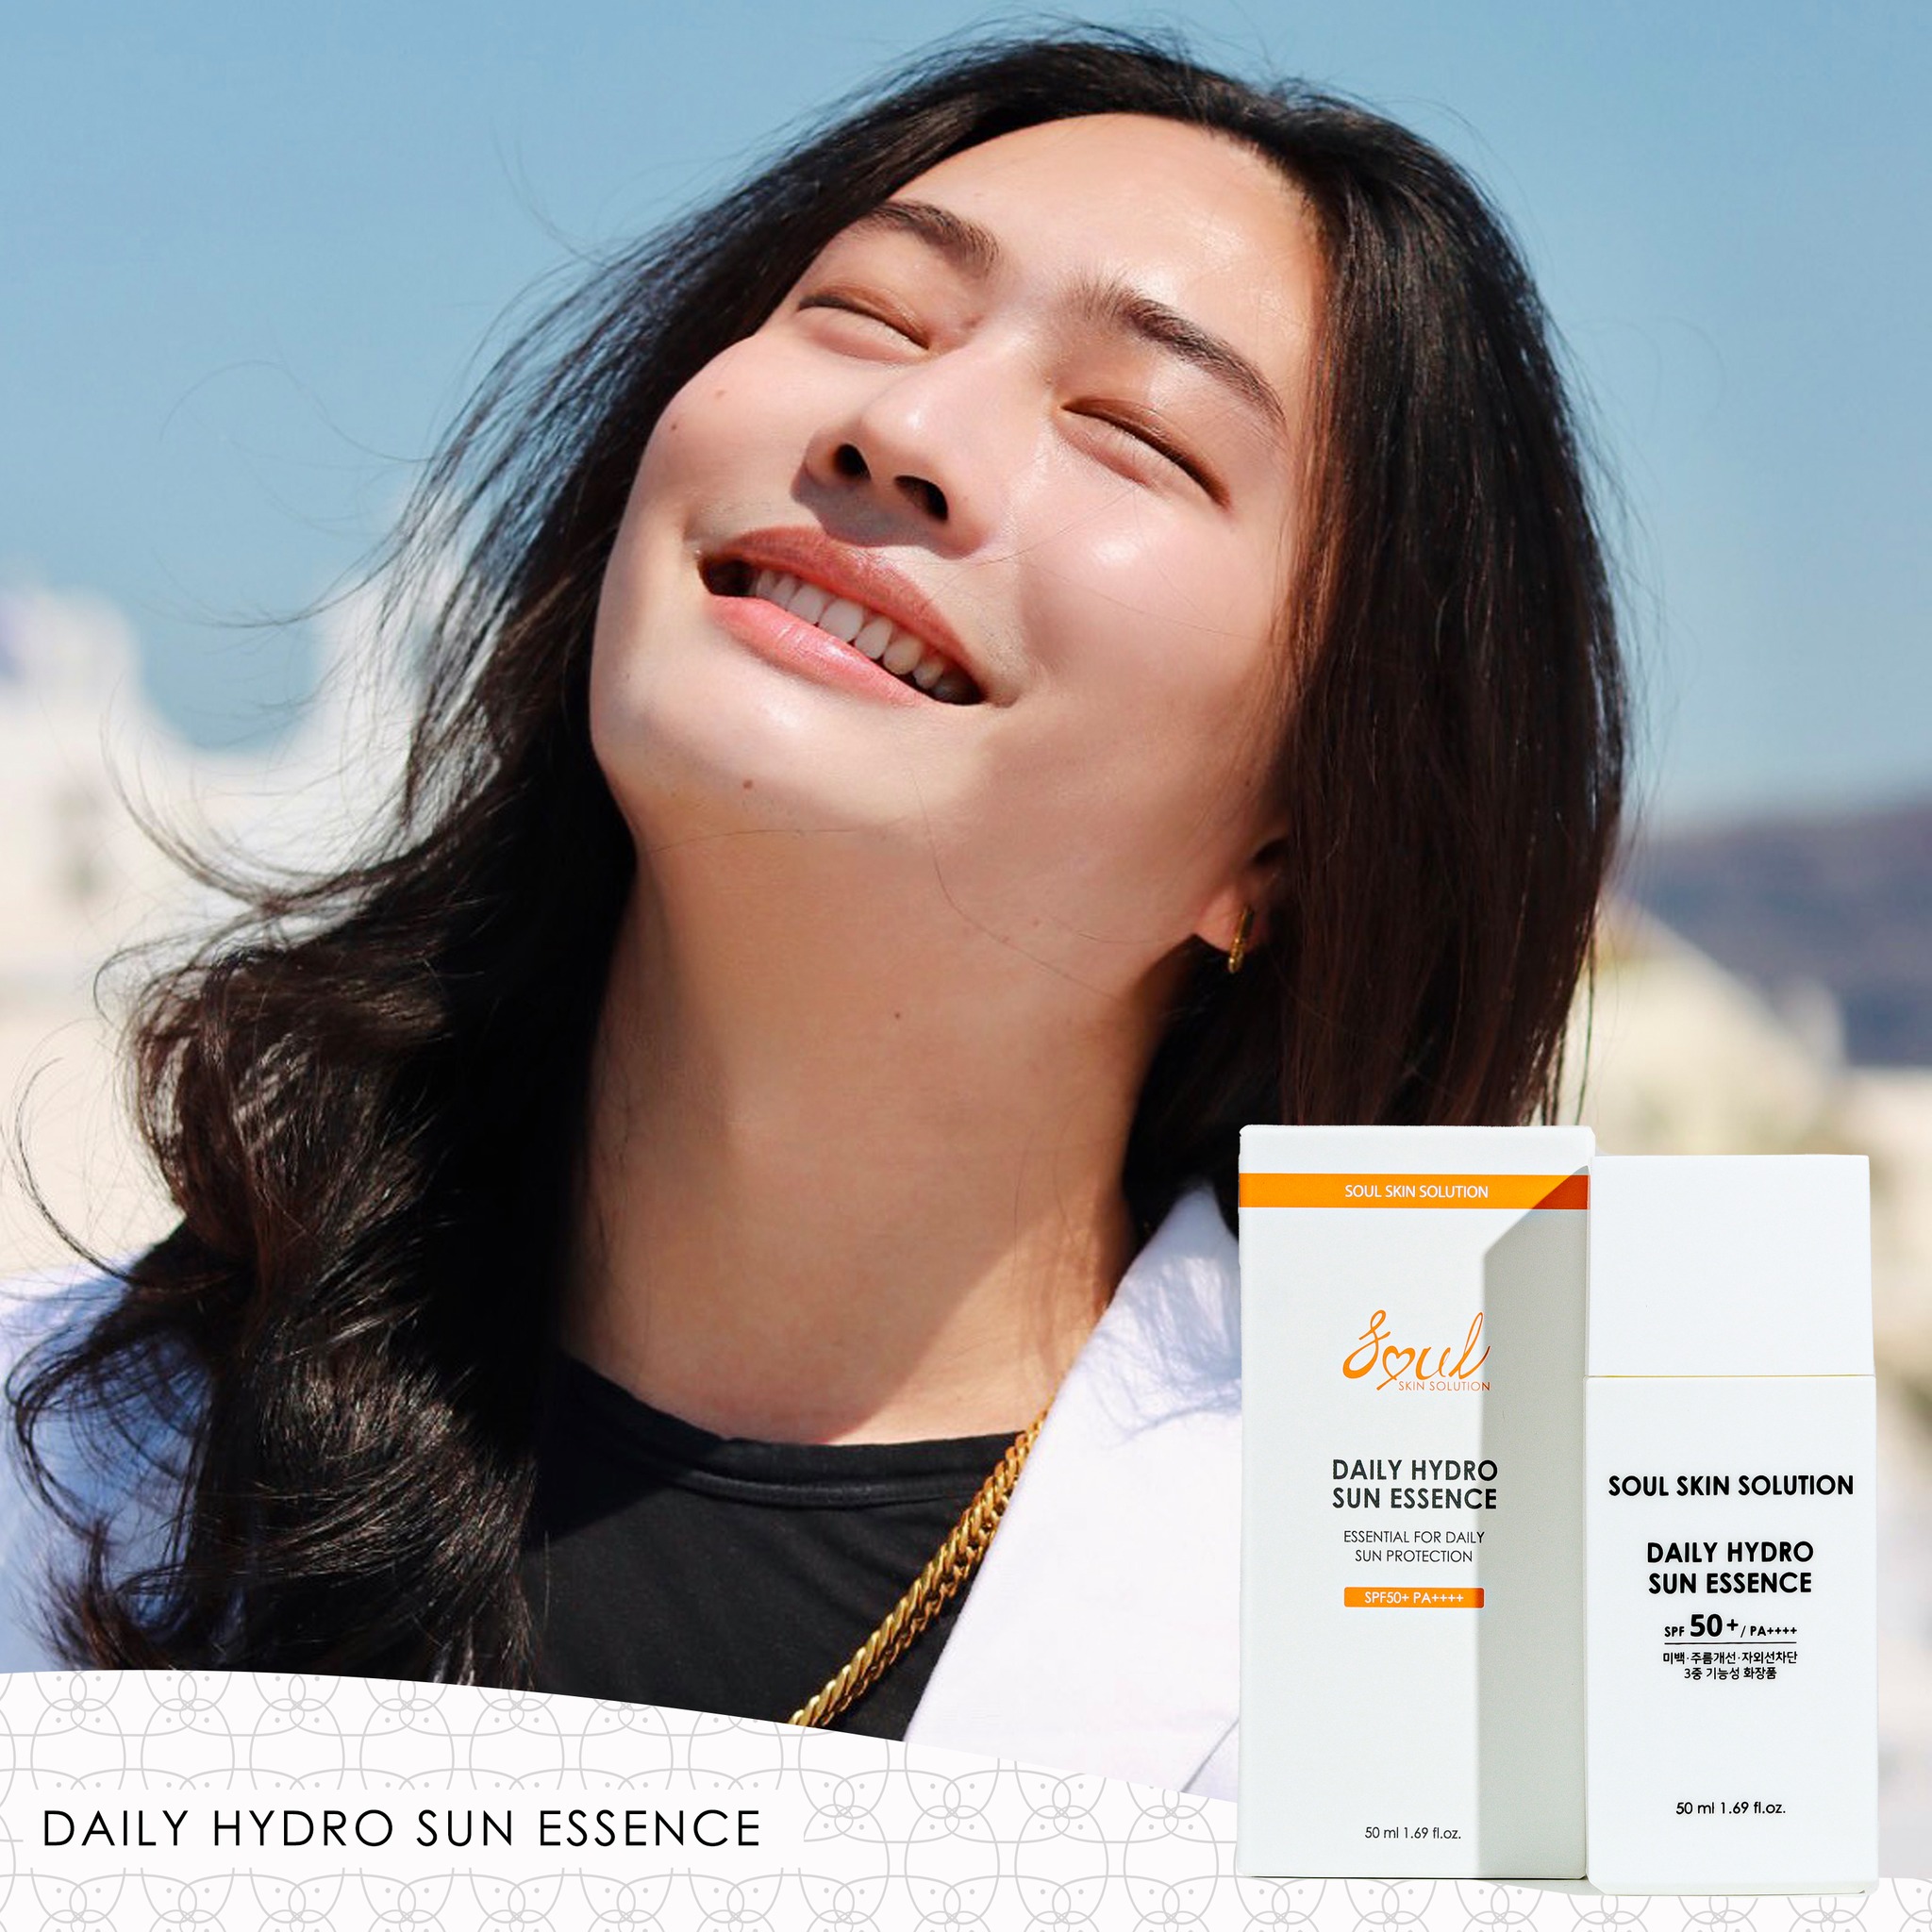 SOUL SKIN SOLUTION
Soul
SKIN SOLUTION
DAILY HYDRO
SUN ESSENCE
ESSENTIAL FOR DAILY
SUN PROTECTION
SPF50+ PA++++
50 ml 1.69 fl.oz.
SOUL SKIN SOLUTION
DAILY HYDRO
SUN ESSENCE
SPF 50+ / PA++++
미백·주름개선·자외선차단
3중 기능성 화장품
50 ml 1.69 fl.oz.
DAILY HYDRO SUN ESSENCE